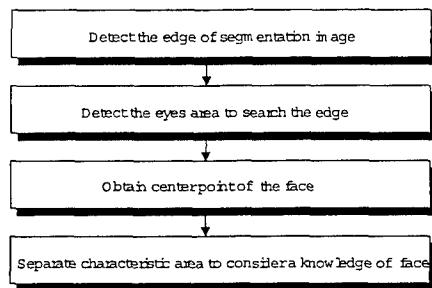 Detect the edge of segmentation image
Detect the eyes area to search the edge
Obtain centerpoint of the face
Separate characteristic area to consider a knowledge of face